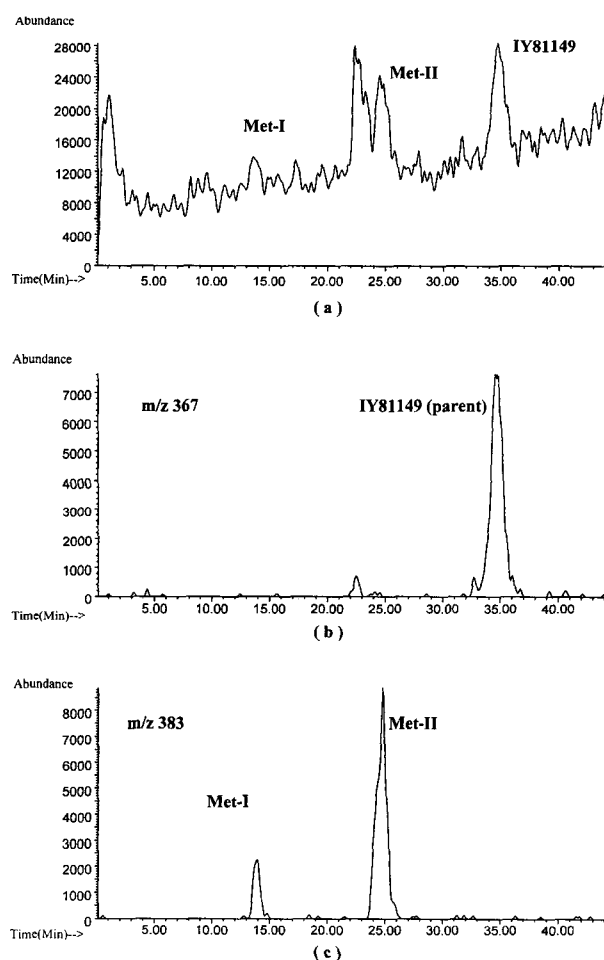 Abundance
28000
24000
20000
16000
12000
8000
4000
0
Met-I
Met-II
IY81149
Time(Min)-->
5.00 10.00 15.00 20.00 25.00 30.00 35.00 40.00
( a )
Abundance
7000
6000
5000
4000
3000
2000
1000
0
m/z 367
IY81149 (parent)
Time(Min)-->
5.00 10.00 15.00 20.00 25.00 30.00 35.00 40.00
( b )
Abundance
8000
7000
6000
5000
4000
3000
2000
1000
0
m/z 383
Met-II
Met-I
Time(Min)-->
5.00 10.00 15.00 20.00 25.00 30.00 35.00 40.00
( c )